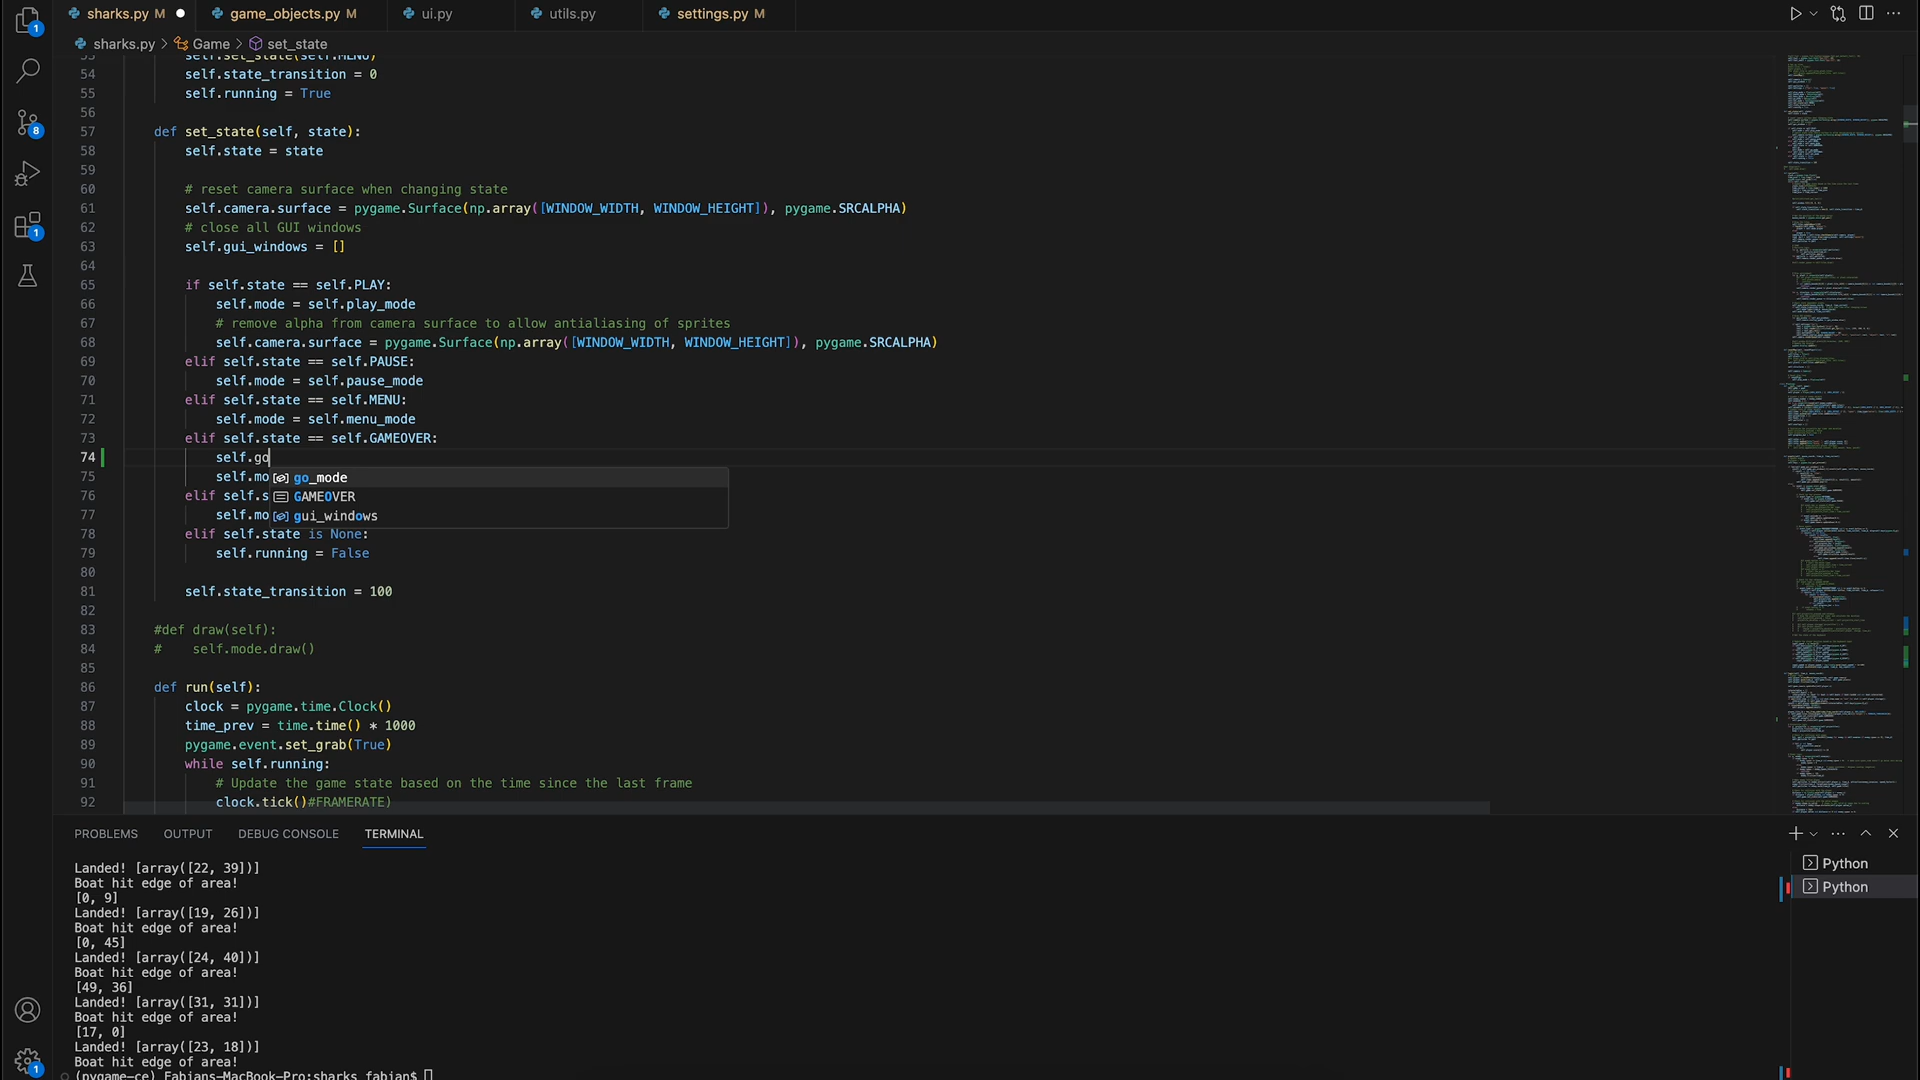 sharks.py M
game_objects.py M
ui.py
utils.py
settings.py M
sharks.py > Game > set_state
53 self.set_state(self.MENU)
54 self.state_transition = 0
55 self.running = True
56
57 def set_state(self, state):
58 self.state = state
59
60 # reset camera surface when changing state
61 self.camera.surface = pygame.Surface(np.array([WINDOW_WIDTH, WINDOW_HEIGHT]), pygame.SRCALPHA)
62 # close all GUI windows
63 self.gui_windows = []
64
65 if self.state == self.PLAY:
66 self.mode = self.play_mode
67 # remove alpha from camera surface to allow antialiasing of sprites
68 self.camera.surface = pygame.Surface(np.array([WINDOW_WIDTH, WINDOW_HEIGHT]), pygame.SRCALPHA)
69 elif self.state == self.PAUSE:
70 self.mode = self.pause_mode
71 elif self.state == self.MENU:
72 self.mode = self.menu_mode
73 elif self.state == self.GAMEOVER:
74 self.go
75 self.mo go_mode
76 elif self.s GAMEOVER
77 self.mo gui_windows
78 elif self.state is None:
79 self.running = False
80
81 self.state_transition = 100
82
83 #def draw(self):
84 # self.mode.draw()
85
86 def run(self):
87 clock = pygame.time.Clock()
88 time_prev = time.time() * 1000
89 pygame.event.set_grab(True)
90 while self.running:
91 # Update the game state based on the time since the last frame
92 clock.tick()#FRAMERATE)
PROBLEMS OUTPUT DEBUG CONSOLE TERMINAL
Landed! [array([22, 39])]
Boat hit edge of area!
[0, 9]
Landed! [array([19, 26])]
Boat hit edge of area!
[0, 45]
Landed! [array([24, 40])]
Boat hit edge of area!
[49, 36]
Landed! [array([31, 31])]
Boat hit edge of area!
[17, 0]
Landed! [array([23, 18])]
Boat hit edge of area!
(pygame-ce) Fabians-MacBook-Pro:sharks fabian$
Python
Python
1
8
1
1